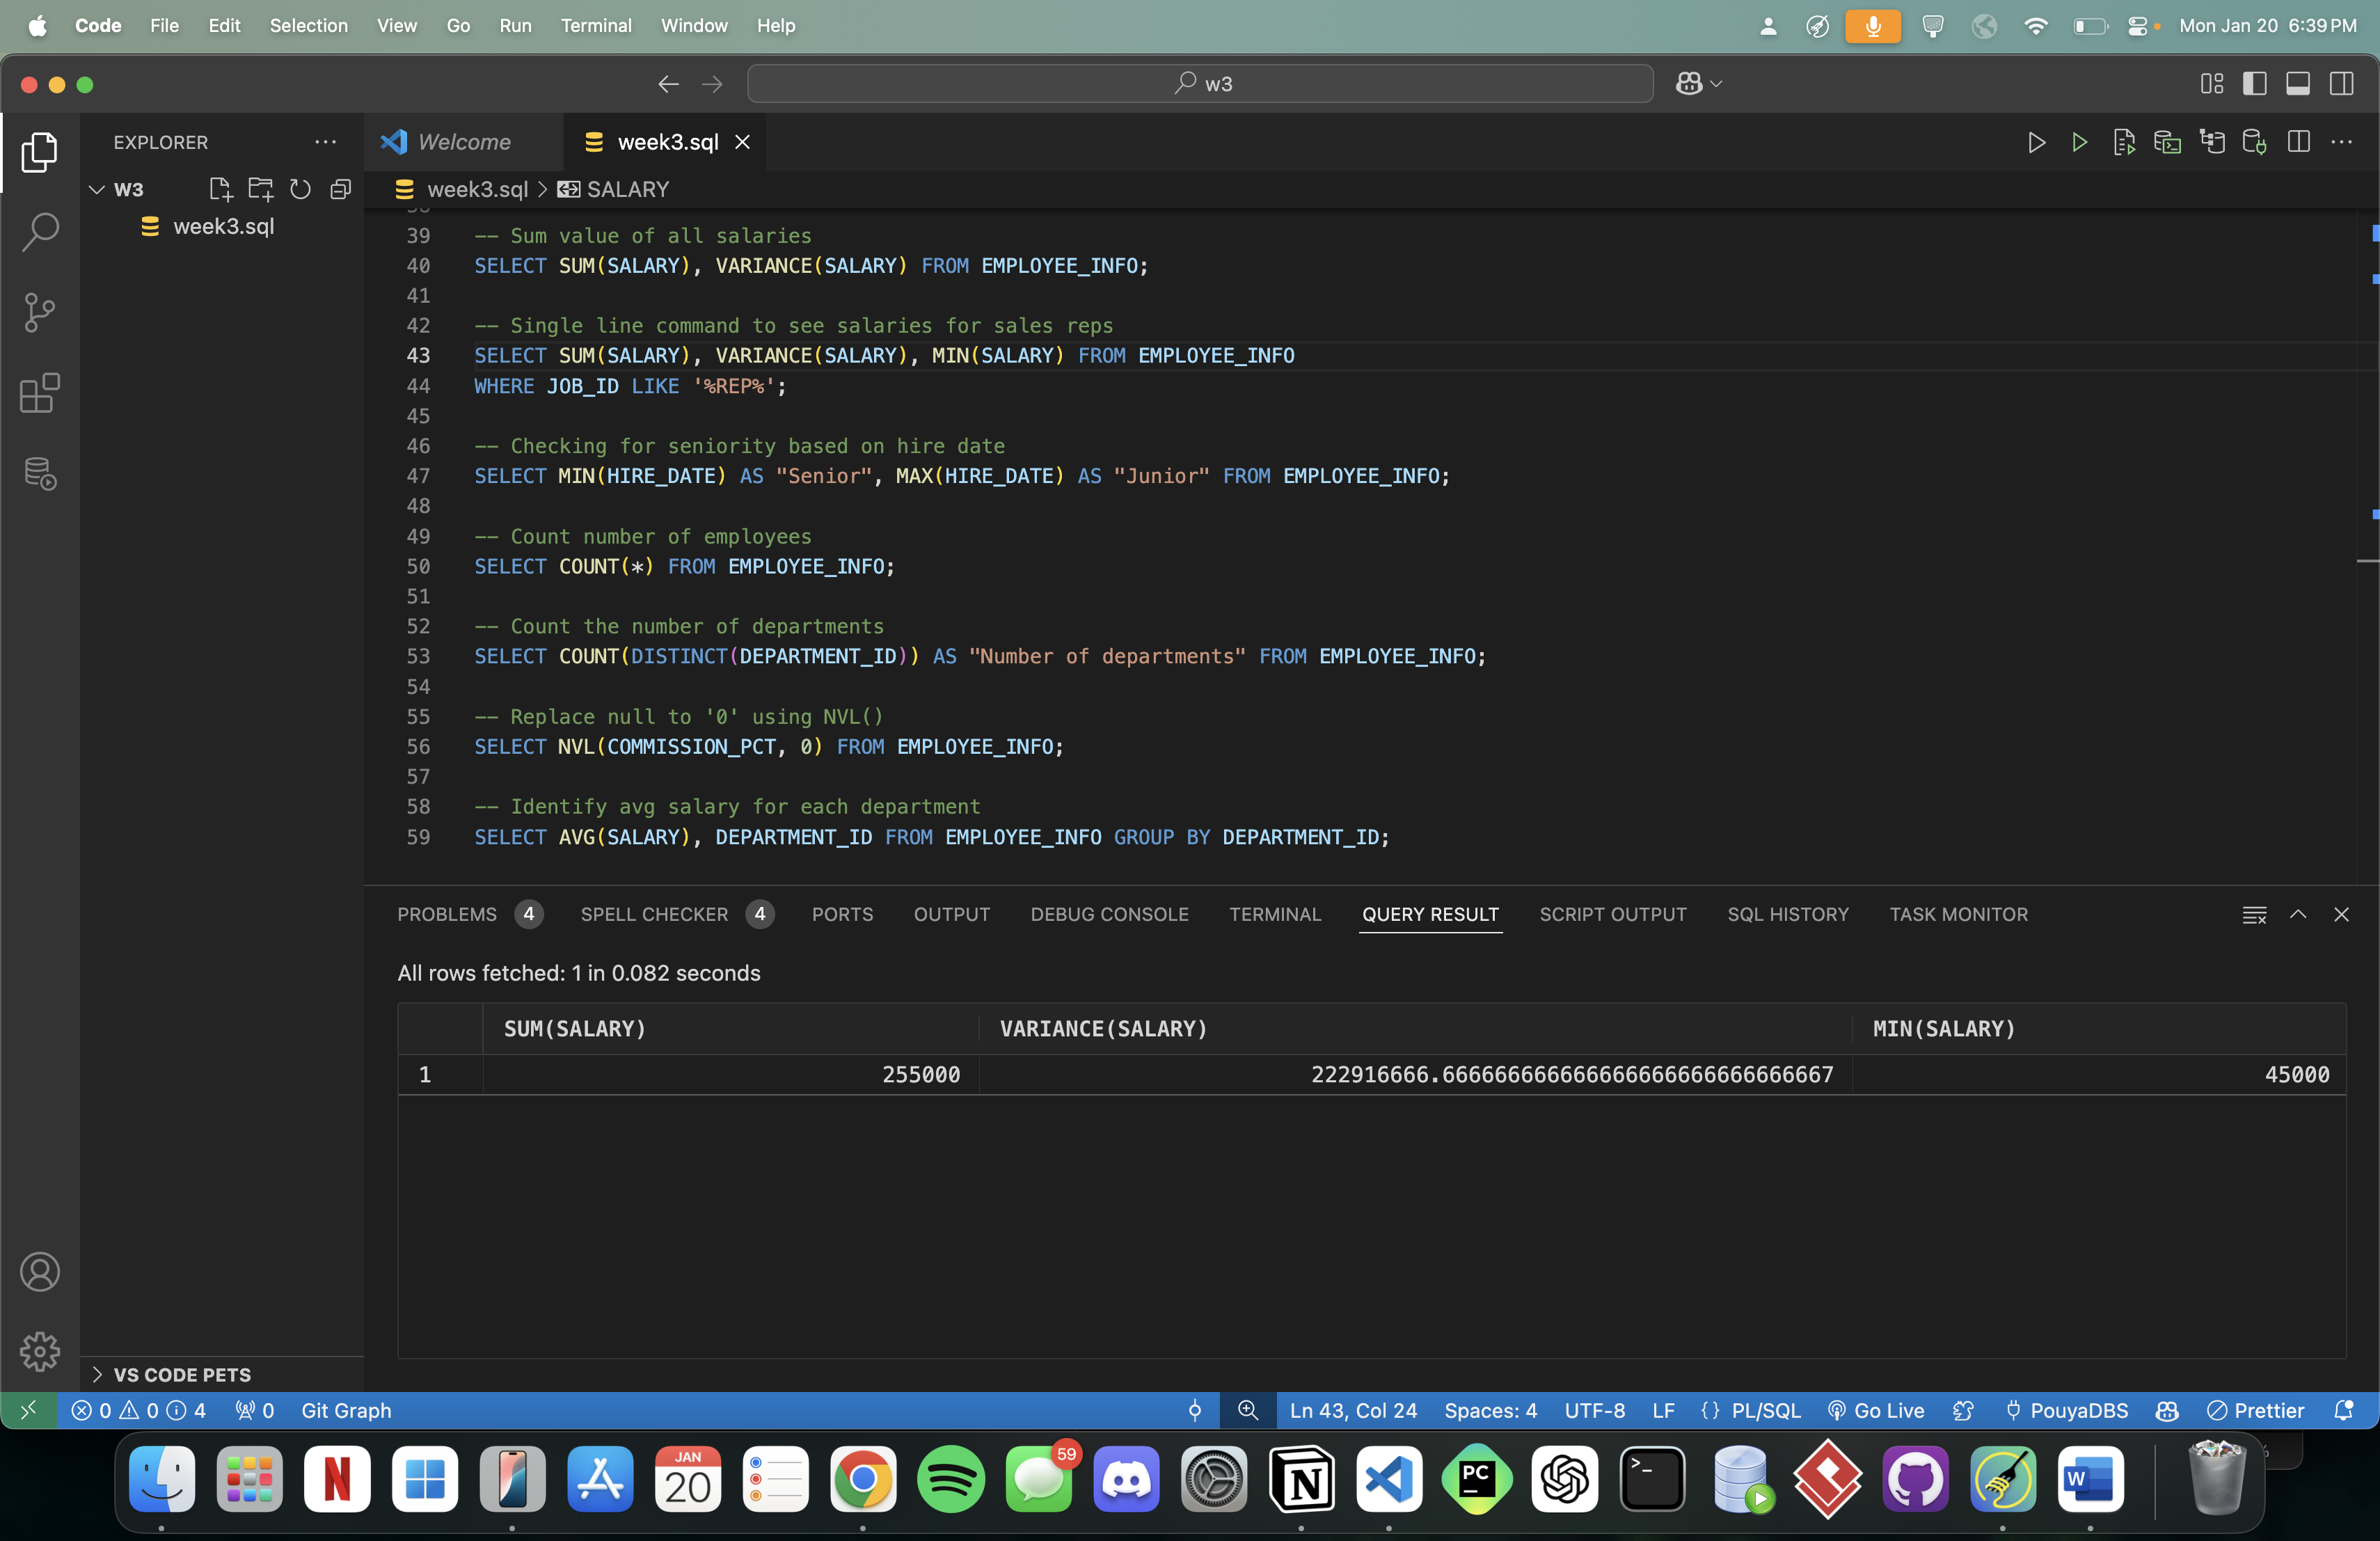 Code File Edit Selection View Go Run Terminal Window Help Mon Jan 20 6:39 PM
w3
EXPLORER
Welcome
week3.sql
W3
week3.sql > SALARY
week3.sql
39 -- Sum value of all salaries
40 SELECT SUM(SALARY), VARIANCE(SALARY) FROM EMPLOYEE_INFO;
41
42 -- Single line command to see salaries for sales reps
43 SELECT SUM(SALARY), VARIANCE(SALARY), MIN(SALARY) FROM EMPLOYEE_INFO
44 WHERE JOB_ID LIKE '%REP%';
45
46 -- Checking for seniority based on hire date
47 SELECT MIN(HIRE_DATE) AS "Senior", MAX(HIRE_DATE) AS "Junior" FROM EMPLOYEE_INFO;
48
49 -- Count number of employees
50 SELECT COUNT(*) FROM EMPLOYEE_INFO;
51
52 -- Count the number of departments
53 SELECT COUNT(DISTINCT(DEPARTMENT_ID)) AS "Number of departments" FROM EMPLOYEE_INFO;
54
55 -- Replace null to '0' using NVL()
56 SELECT NVL(COMMISSION_PCT, 0) FROM EMPLOYEE_INFO;
57
58 -- Identify avg salary for each department
59 SELECT AVG(SALARY), DEPARTMENT_ID FROM EMPLOYEE_INFO GROUP BY DEPARTMENT_ID;
PROBLEMS 4 SPELL CHECKER 4 PORTS OUTPUT DEBUG CONSOLE TERMINAL QUERY RESULT SCRIPT OUTPUT SQL HISTORY TASK MONITOR
All rows fetched: 1 in 0.082 seconds
SUM(SALARY) VARIANCE(SALARY) MIN(SALARY)
1 255000 222916666.666666666666666666666666666667 45000
VS CODE PETS
0 0 4 0 Git Graph Ln 43, Col 24 Spaces: 4 UTF-8 LF {} PL/SQL Go Live PouyaDBS Prettier
JAN
20
59
PC
W